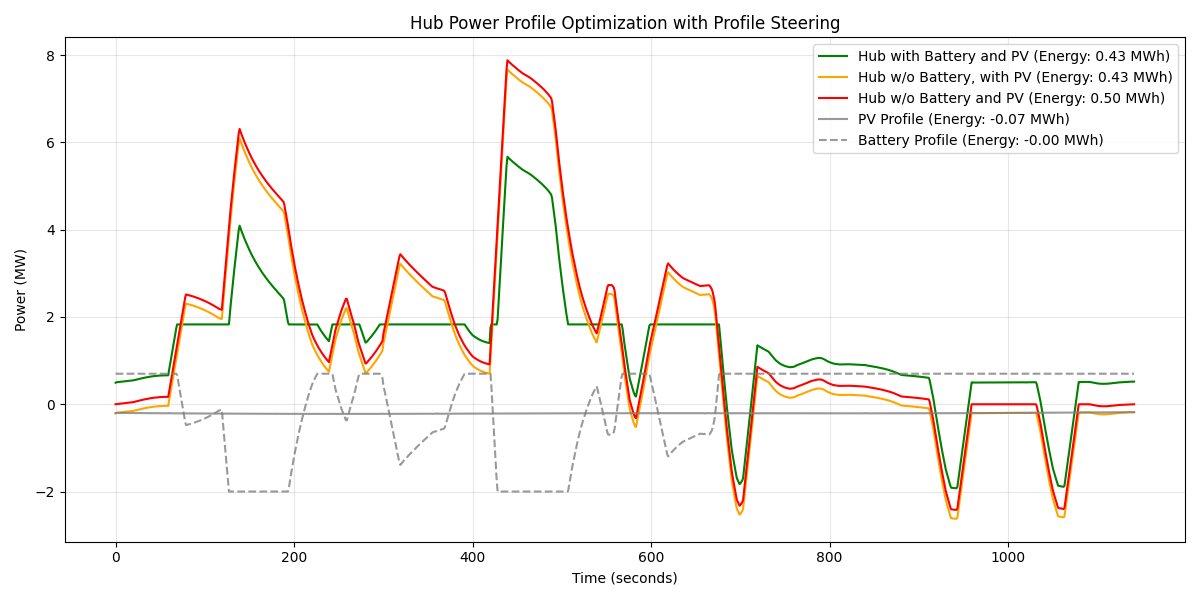 Hub Power Profile Optimization with Profile Steering
Hub with Battery and PV (Energy: 0.43 MWh)
Hub w/o Battery, with PV (Energy: 0.43 MWh)
Hub w/o Battery and PV (Energy: 0.50 MWh)
PV Profile (Energy: -0.07 MWh)
Battery Profile (Energy: -0.00 MWh)
Power (MW)
8
6
4
2
0
−2
0 200 400 600 800 1000
Time (seconds)